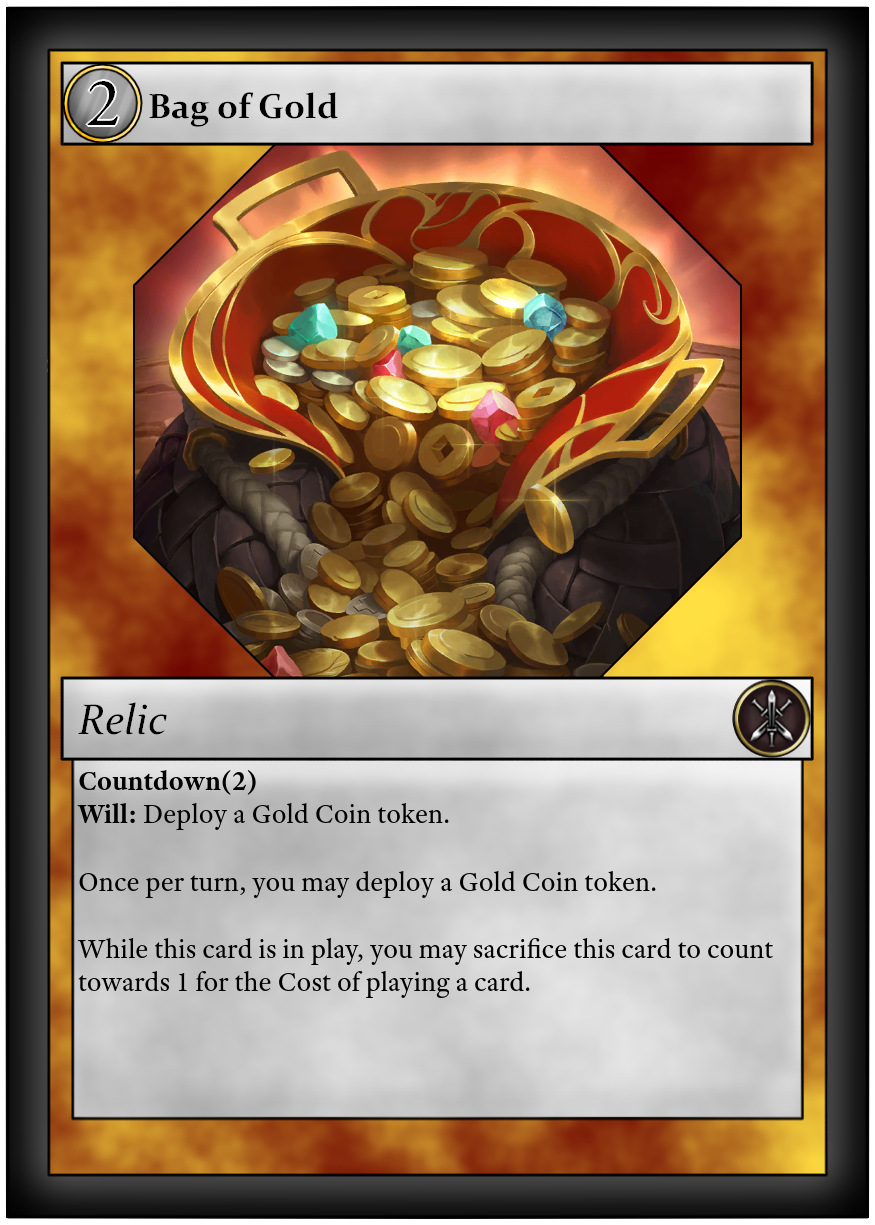 2
Bag of Gold
Relic
Countdown(2)
Will: Deploy a Gold Coin token.
Once per turn, you may deploy a Gold Coin token.
While this card is in play, you may sacrifice this card to count
towards 1 for the Cost of playing a card.